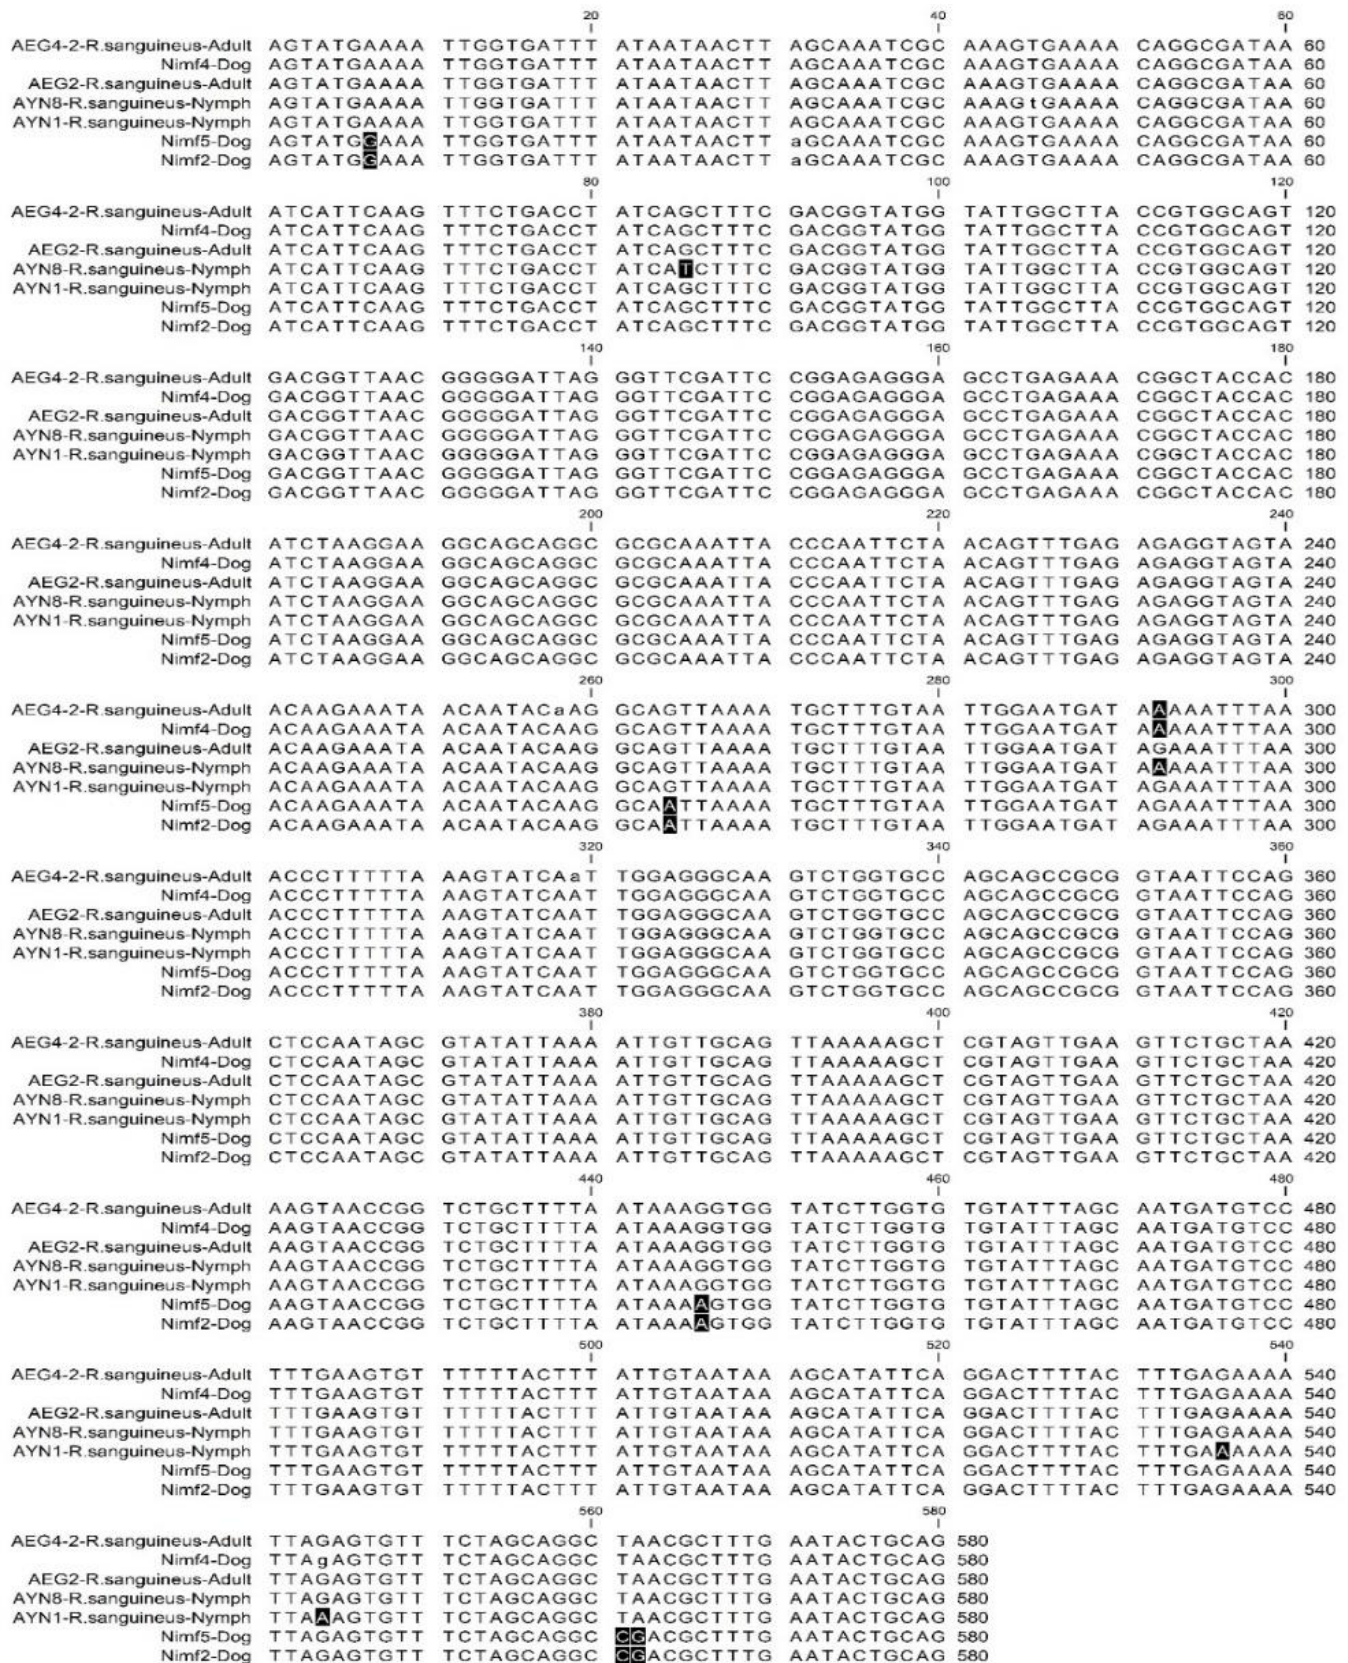 20 40 60
AEG4-2-R.sanguineus-Adult AGTATGAAAA TTGGTGATTT ATAATAACTT AGCAAATCGC AAAGTGAAAA CAGGCGATAA 60
Nimf4-Dog AGTATGAAAA TTGGTGATTT ATAATAACTT AGCAAATCGC AAAGTGAAAA CAGGCGATAA 60
AEG2-R.sanguineus-Adult AGTATGAAAA TTGGTGATTT ATAATAACTT AGCAAATCGC AAAGTGAAAA CAGGCGATAA 60
AYN8-R.sanguineus-Nymph AGTATGAAAA TTGGTGATTT ATAATAACTT AGCAAATCGC AAAGtGAAAA CAGGCGATAA 60
AYN1-R.sanguineus-Nymph AGTATGAAAA TTGGTGATTT ATAATAACTT AGCAAATCGC AAAGTGAAAA CAGGCGATAA 60
Nimf5-Dog AGTATGGAAA TTGGTGATTT ATAATAACTT aGCAAATCGC AAAGTGAAAA CAGGCGATAA 60
Nimf2-Dog AGTATGGAAA TTGGTGATTT ATAATAACTT aGCAAATCGC AAAGTGAAAA CAGGCGATAA 60
80 100 120
AEG4-2-R.sanguineus-Adult ATCATTCAAG TTTCTGACCT ATCAGCTTTC GACGGTATGG TATTGGCTTA CCGTGGCAGT 120
Nimf4-Dog ATCATTCAAG TTTCTGACCT ATCAGCTTTC GACGGTATGG TATTGGCTTA CCGTGGCAGT 120
AEG2-R.sanguineus-Adult ATCATTCAAG TTTCTGACCT ATCAGCTTTC GACGGTATGG TATTGGCTTA CCGTGGCAGT 120
AYN8-R.sanguineus-Nymph ATCATTCAAG TTTCTGACCT ATCATCTTTC GACGGTATGG TATTGGCTTA CCGTGGCAGT 120
AYN1-R.sanguineus-Nymph ATCATTCAAG TTTCTGACCT ATCAGCTTTC GACGGTATGG TATTGGCTTA CCGTGGCAGT 120
Nimf5-Dog ATCATTCAAG TTTCTGACCT ATCAGCTTTC GACGGTATGG TATTGGCTTA CCGTGGCAGT 120
Nimf2-Dog ATCATTCAAG TTTCTGACCT ATCAGCTTTC GACGGTATGG TATTGGCTTA CCGTGGCAGT 120
140 160 180
AEG4-2-R.sanguineus-Adult GACGGTTAAC GGGGGATTAG GGTTCGATTC CGGAGAGGGA GCCTGAGAAA CGGCTACCAC 180
Nimf4-Dog GACGGTTAAC GGGGGATTAG GGTTCGATTC CGGAGAGGGA GCCTGAGAAA CGGCTACCAC 180
AEG2-R.sanguineus-Adult GACGGTTAAC GGGGGATTAG GGTTCGATTC CGGAGAGGGA GCCTGAGAAA CGGCTACCAC 180
AYN8-R.sanguineus-Nymph GACGGTTAAC GGGGGATTAG GGTTCGATTC CGGAGAGGGA GCCTGAGAAA CGGCTACCAC 180
AYN1-R.sanguineus-Nymph GACGGTTAAC GGGGGATTAG GGTTCGATTC CGGAGAGGGA GCCTGAGAAA CGGCTACCAC 180
Nimf5-Dog GACGGTTAAC GGGGGATTAG GGTTCGATTC CGGAGAGGGA GCCTGAGAAA CGGCTACCAC 180
Nimf2-Dog GACGGTTAAC GGGGGATTAG GGTTCGATTC CGGAGAGGGA GCCTGAGAAA CGGCTACCAC 180
200 220 240
AEG4-2-R.sanguineus-Adult ATCTAAGGAA GGCAGCAGGC GCGCAAATTA CCCAATTCTA ACAGTTTGAG AGAGGTAGTA 240
Nimf4-Dog ATCTAAGGAA GGCAGCAGGC GCGCAAATTA CCCAATTCTA ACAGTTTGAG AGAGGTAGTA 240
AEG2-R.sanguineus-Adult ATCTAAGGAA GGCAGCAGGC GCGCAAATTA CCCAATTCTA ACAGTTTGAG AGAGGTAGTA 240
AYN8-R.sanguineus-Nymph ATCTAAGGAA GGCAGCAGGC GCGCAAATTA CCCAATTCTA ACAGTTTGAG AGAGGTAGTA 240
AYN1-R.sanguineus-Nymph ATCTAAGGAA GGCAGCAGGC GCGCAAATTA CCCAATTCTA ACAGTTTGAG AGAGGTAGTA 240
Nimf5-Dog ATCTAAGGAA GGCAGCAGGC GCGCAAATTA CCCAATTCTA ACAGTTTGAG AGAGGTAGTA 240
Nimf2-Dog ATCTAAGGAA GGCAGCAGGC GCGCAAATTA CCCAATTCTA ACAGTTTGAG AGAGGTAGTA 240
260 280 300
AEG4-2-R.sanguineus-Adult ACAAGAAATA ACAATACaAG GCAGTTAAAA TGCTTTGTAA TTGGAATGAT AAAAATTTAA 300
Nimf4-Dog ACAAGAAATA ACAATACAAG GCAGTTAAAA TGCTTTGTAA TTGGAATGAT AAAAATTTAA 300
AEG2-R.sanguineus-Adult ACAAGAAATA ACAATACAAG GCAGTTAAAA TGCTTTGTAA TTGGAATGAT AGAAATTTAA 300
AYN8-R.sanguineus-Nymph ACAAGAAATA ACAATACAAG GCAGTTAAAA TGCTTTGTAA TTGGAATGAT AAAAATTTAA 300
AYN1-R.sanguineus-Nymph ACAAGAAATA ACAATACAAG GCAGTTAAAA TGCTTTGTAA TTGGAATGAT AGAAATTTAA 300
Nimf5-Dog ACAAGAAATA ACAATACAAG GCAATTAAAA TGCTTTGTAA TTGGAATGAT AGAAATTTAA 300
Nimf2-Dog ACAAGAAATA ACAATACAAG GCAATTAAAA TGCTTTGTAA TTGGAATGAT AGAAATTTAA 300
320 340 360
AEG4-2-R.sanguineus-Adult ACCCTTTTTA AAGTATCAaT TGGAGGGCAA GTCTGGTGCC AGCAGCCGCG GTAATTCCAG 360
Nimf4-Dog ACCCTTTTTA AAGTATCAAT TGGAGGGCAA GTCTGGTGCC AGCAGCCGCG GTAATTCCAG 360
AEG2-R.sanguineus-Adult ACCCTTTTTA AAGTATCAAT TGGAGGGCAA GTCTGGTGCC AGCAGCCGCG GTAATTCCAG 360
AYN8-R.sanguineus-Nymph ACCCTTTTTA AAGTATCAAT TGGAGGGCAA GTCTGGTGCC AGCAGCCGCG GTAATTCCAG 360
AYN1-R.sanguineus-Nymph ACCCTTTTTA AAGTATCAAT TGGAGGGCAA GTCTGGTGCC AGCAGCCGCG GTAATTCCAG 360
Nimf5-Dog ACCCTTTTTA AAGTATCAAT TGGAGGGCAA GTCTGGTGCC AGCAGCCGCG GTAATTCCAG 360
Nimf2-Dog ACCCTTTTTA AAGTATCAAT TGGAGGGCAA GTCTGGTGCC AGCAGCCGCG GTAATTCCAG 360
380 400 420
AEG4-2-R.sanguineus-Adult CTCCAATAGC GTATATTAAA ATTGTTGCAG TTAAAAAGCT CGTAGTTGAA GTTCTGCTAA 420
Nimf4-Dog CTCCAATAGC GTATATTAAA ATTGTTGCAG TTAAAAAGCT CGTAGTTGAA GTTCTGCTAA 420
AEG2-R.sanguineus-Adult CTCCAATAGC GTATATTAAA ATTGTTGCAG TTAAAAAGCT CGTAGTTGAA GTTCTGCTAA 420
AYN8-R.sanguineus-Nymph CTCCAATAGC GTATATTAAA ATTGTTGCAG TTAAAAAGCT CGTAGTTGAA GTTCTGCTAA 420
AYN1-R.sanguineus-Nymph CTCCAATAGC GTATATTAAA ATTGTTGCAG TTAAAAAGCT CGTAGTTGAA GTTCTGCTAA 420
Nimf5-Dog CTCCAATAGC GTATATTAAA ATTGTTGCAG TTAAAAAGCT CGTAGTTGAA GTTCTGCTAA 420
Nimf2-Dog CTCCAATAGC GTATATTAAA ATTGTTGCAG TTAAAAAGCT CGTAGTTGAA GTTCTGCTAA 420
440 460 480
AEG4-2-R.sanguineus-Adult AAGTAACCGG TCTGCTTTTA ATAAAGGTGG TATCTTGGTG TGTATTTAGC AATGATGTCC 480
Nimf4-Dog AAGTAACCGG TCTGCTTTTA ATAAAGGTGG TATCTTGGTG TGTATTTAGC AATGATGTCC 480
AEG2-R.sanguineus-Adult AAGTAACCGG TCTGCTTTTA ATAAAGGTGG TATCTTGGTG TGTATTTAGC AATGATGTCC 480
AYN8-R.sanguineus-Nymph AAGTAACCGG TCTGCTTTTA ATAAAGGTGG TATCTTGGTG TGTATTTAGC AATGATGTCC 480
AYN1-R.sanguineus-Nymph AAGTAACCGG TCTGCTTTTA ATAAAGGTGG TATCTTGGTG TGTATTTAGC AATGATGTCC 480
Nimf5-Dog AAGTAACCGG TCTGCTTTTA ATAAAAGTGG TATCTTGGTG TGTATTTAGC AATGATGTCC 480
Nimf2-Dog AAGTAACCGG TCTGCTTTTA ATAAAAGTGG TATCTTGGTG TGTATTTAGC AATGATGTCC 480
500 520 540
AEG4-2-R.sanguineus-Adult TTTGAAGTGT TTTTTACTTT ATTGTAATAA AGCATATTCA GGACTTTTAC TTTGAGAAAA 540
Nimf4-Dog TTTGAAGTGT TTTTTACTTT ATTGTAATAA AGCATATTCA GGACTTTTAC TTTGAGAAAA 540
AEG2-R.sanguineus-Adult TTTGAAGTGT TTTTTACTTT ATTGTAATAA AGCATATTCA GGACTTTTAC TTTGAGAAAA 540
AYN8-R.sanguineus-Nymph TTTGAAGTGT TTTTTACTTT ATTGTAATAA AGCATATTCA GGACTTTTAC TTTGAGAAAA 540
AYN1-R.sanguineus-Nymph TTTGAAGTGT TTTTTACTTT ATTGTAATAA AGCATATTCA GGACTTTTAC TTTGAAAAAA 540
Nimf5-Dog TTTGAAGTGT TTTTTACTTT ATTGTAATAA AGCATATTCA GGACTTTTAC TTTGAGAAAA 540
Nimf2-Dog TTTGAAGTGT TTTTTACTTT ATTGTAATAA AGCATATTCA GGACTTTTAC TTTGAGAAAA 540
560 580
AEG4-2-R.sanguineus-Adult TTAGAGTGTT TCTAGCAGGC TAACGCTTTG AATACTGCAG 580
Nimf4-Dog TTAgAGTGTT TCTAGCAGGC TAACGCTTTG AATACTGCAG 580
AEG2-R.sanguineus-Adult TTAGAGTGTT TCTAGCAGGC TAACGCTTTG AATACTGCAG 580
AYN8-R.sanguineus-Nymph TTAGAGTGTT TCTAGCAGGC TAACGCTTTG AATACTGCAG 580
AYN1-R.sanguineus-Nymph TTAAAGTGTT TCTAGCAGGC TAACGCTTTG AATACTGCAG 580
Nimf5-Dog TTAGAGTGTT TCTAGCAGGC CGACGCTTTG AATACTGCAG 580
Nimf2-Dog TTAGAGTGTT TCTAGCAGGC CGACGCTTTG AATACTGCAG 580